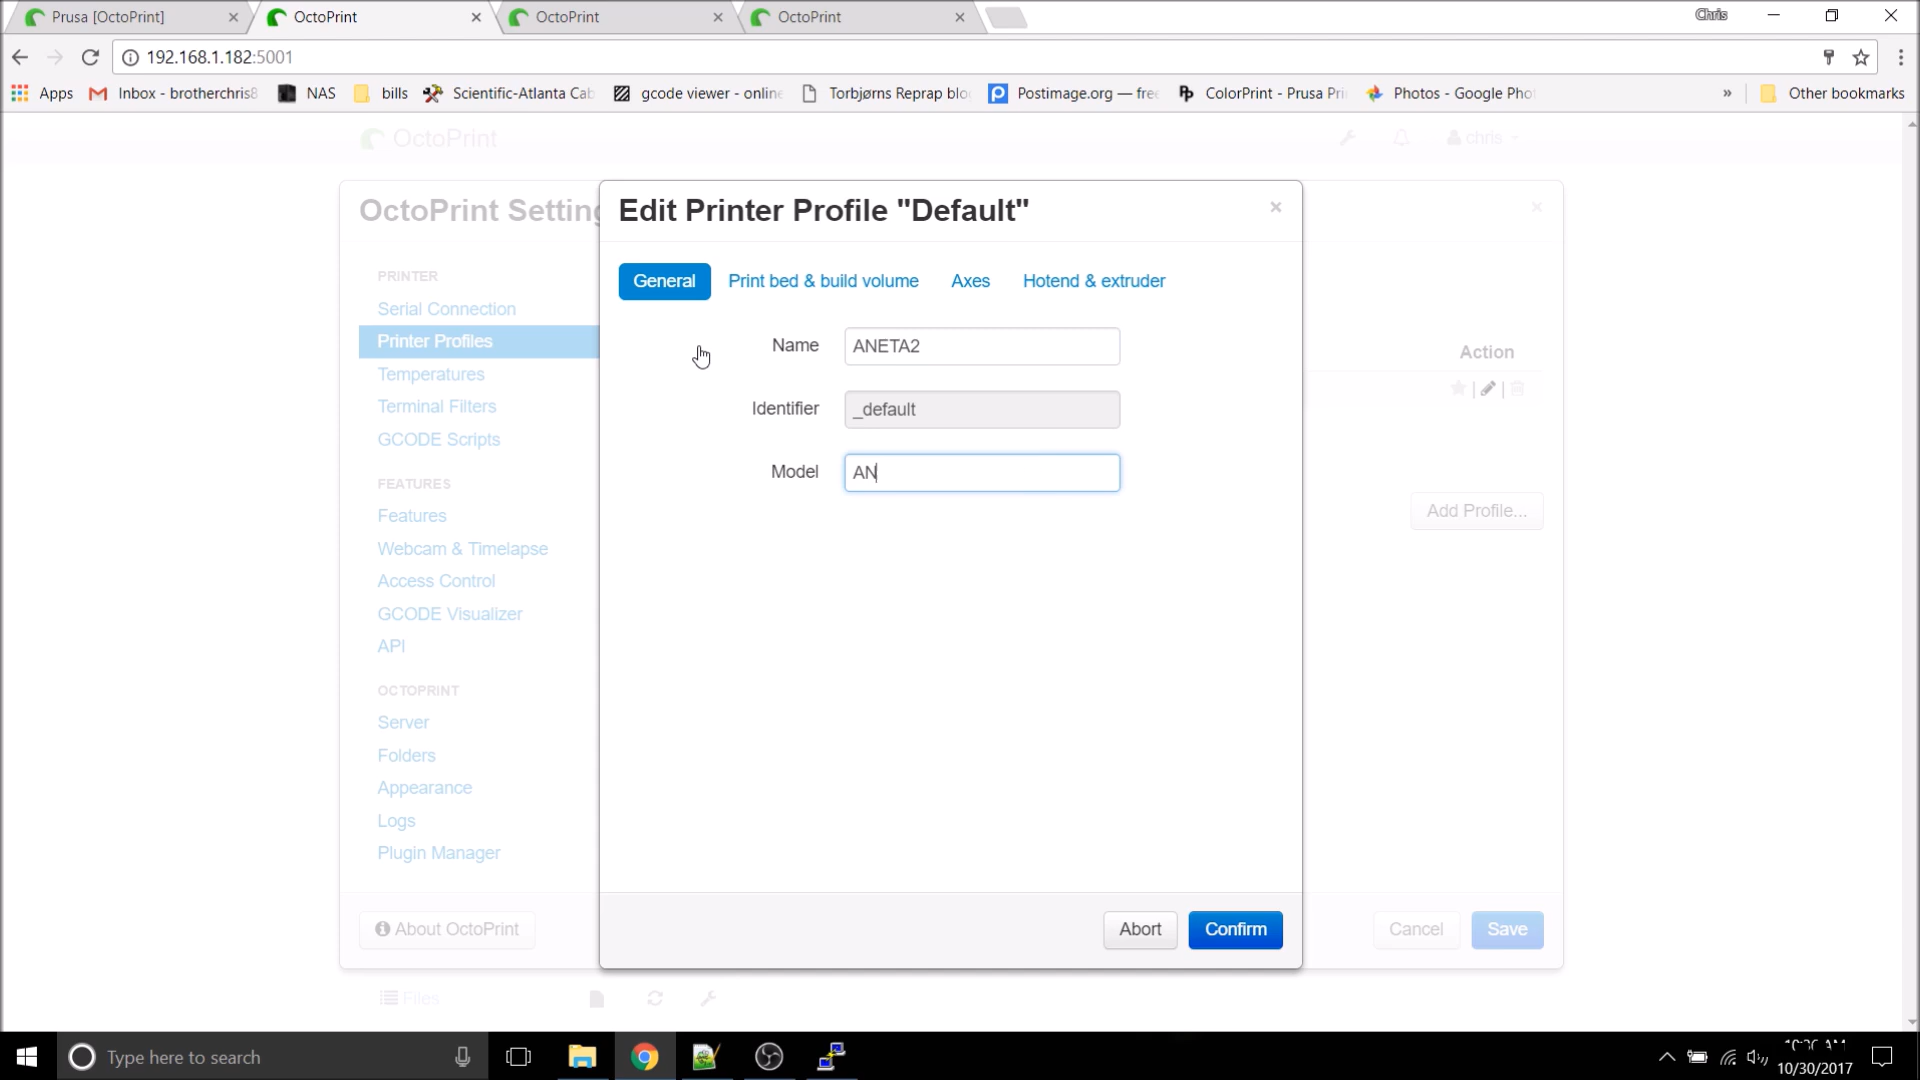 Prusa [OctoPrint]
OctoPrint
OctoPrint
OctoPrint
Chris
192.168.1.182:5001
Apps
Inbox - brotherchris8
NAS
bills
Scientific-Atlanta Cab
gcode viewer - online
Torbjørns Reprap blo
Postimage.org — free
ColorPrint - Prusa Pri
Photos - Google Pho
»
Other bookmarks
OctoPrint
chris
OctoPrint Setting
Edit Printer Profile "Default"
General
Print bed & build volume
Axes
Hotend & extruder
PRINTER
Serial Connection
Printer Profiles
Temperatures
Terminal Filters
GCODE Scripts
FEATURES
Features
Webcam & Timelapse
Access Control
GCODE Visualizer
API
OCTOPRINT
Server
Folders
Appearance
Logs
Plugin Manager
Name
ANETA2
Identifier
_default
Model
AN
Action
Add Profile...
About OctoPrint
Abort
Confirm
Cancel
Save
Files
Type here to search
10/30/2017